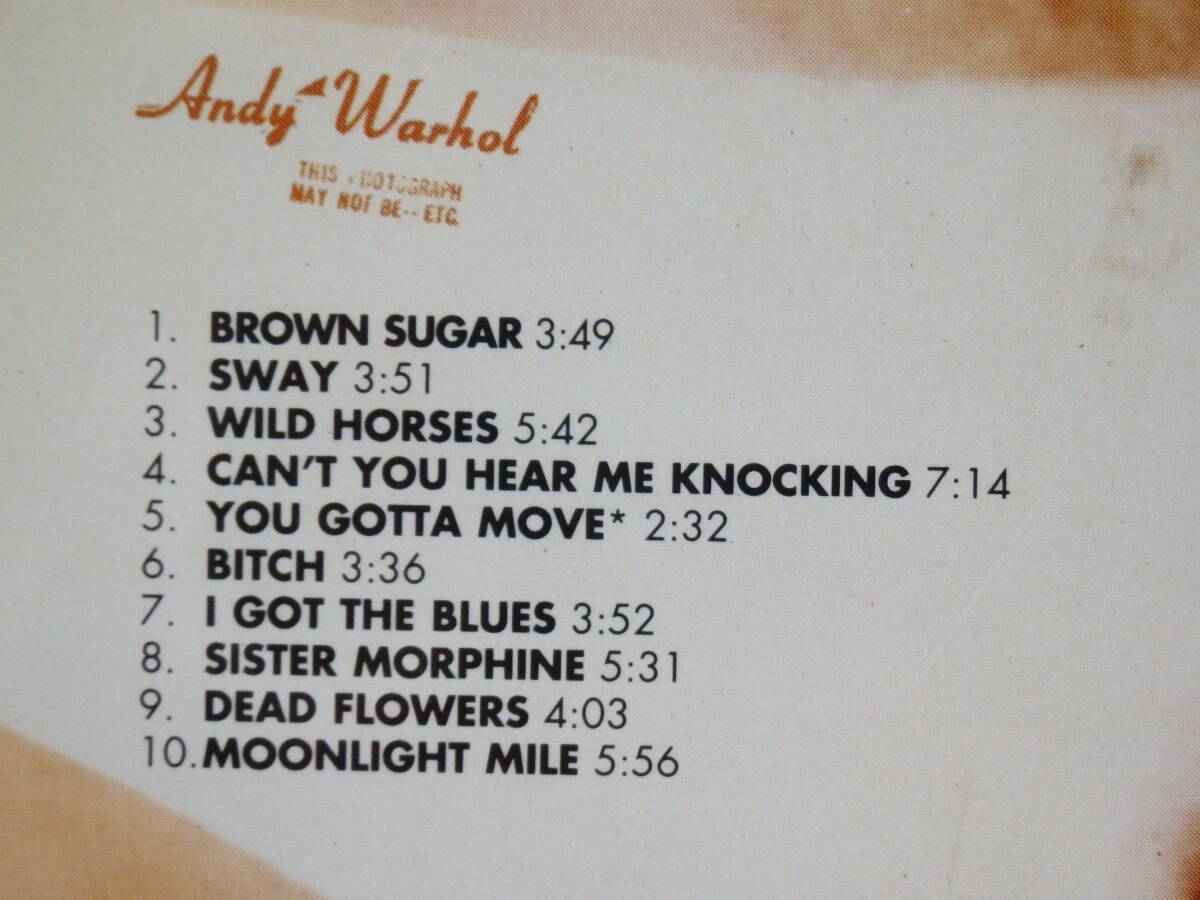 Andy Warhol
THIS PHOTOGRAPH
MAY NOT BE-- ETC.
1. BROWN SUGAR 3:49
2. SWAY 3:51
3. WILD HORSES 5:42
4. CAN'T YOU HEAR ME KNOCKING 7:14
5. YOU GOTTA MOVE* 2:32
6. BITCH 3:36
7. I GOT THE BLUES 3:52
8. SISTER MORPHINE 5:31
9. DEAD FLOWERS 4:03
10. MOONLIGHT MILE 5:56